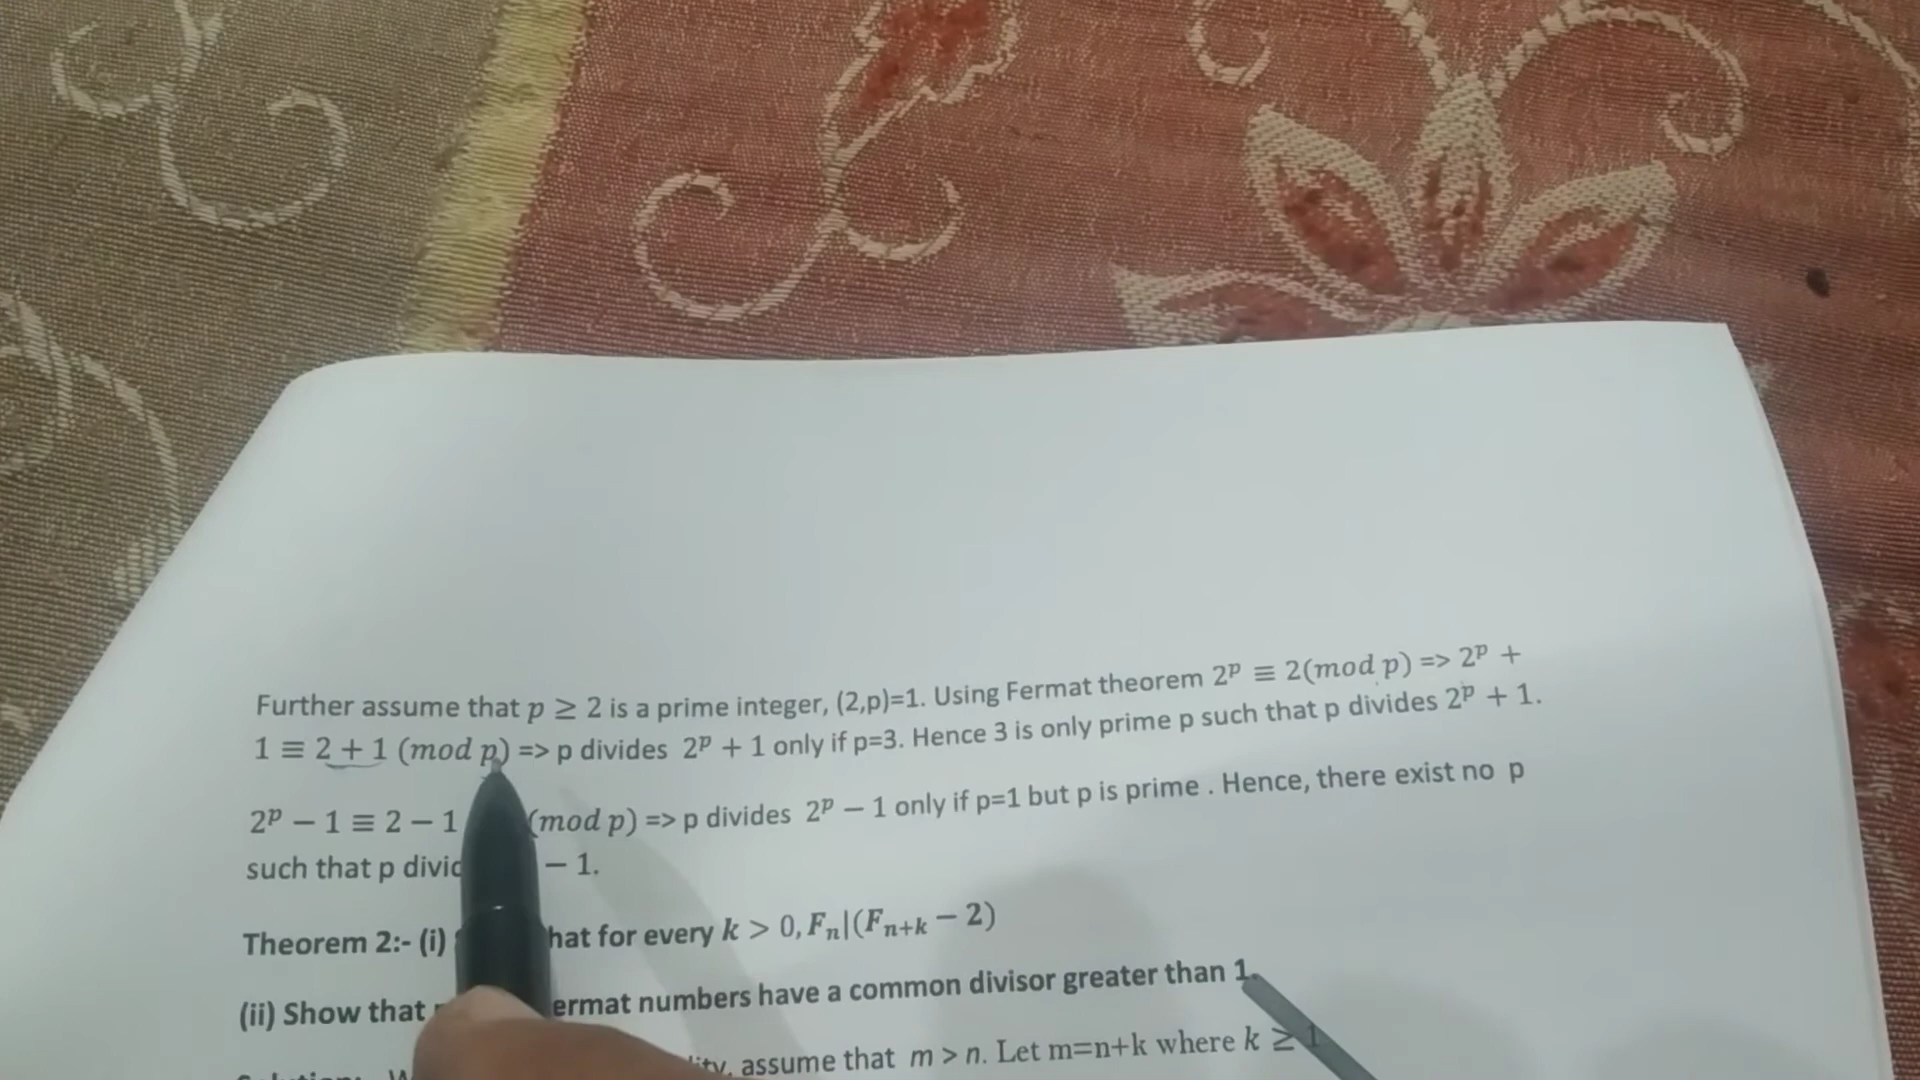 Further assume that p ≥ 2 is a prime integer, (2,p)=1. Using Fermat theorem 2ᵖ ≡ 2(mod p) => 2ᵖ +
1 ≡ 2 + 1 (mod p) => p divides 2ᵖ + 1 only if p=3. Hence 3 is only prime p such that p divides 2ᵖ + 1.
2ᵖ − 1 ≡ 2 − 1 (mod p) => p divides 2ᵖ − 1 only if p=1 but p is prime . Hence, there exist no p
such that p − 1.
Theorem 2:- (i) for every k > 0, Fₙ|(Fₙ₊ₖ − 2)
(ii) Show that numbers have a common divisor greater than 1.
assume that m > n. Let m=n+k where k ≥ 1